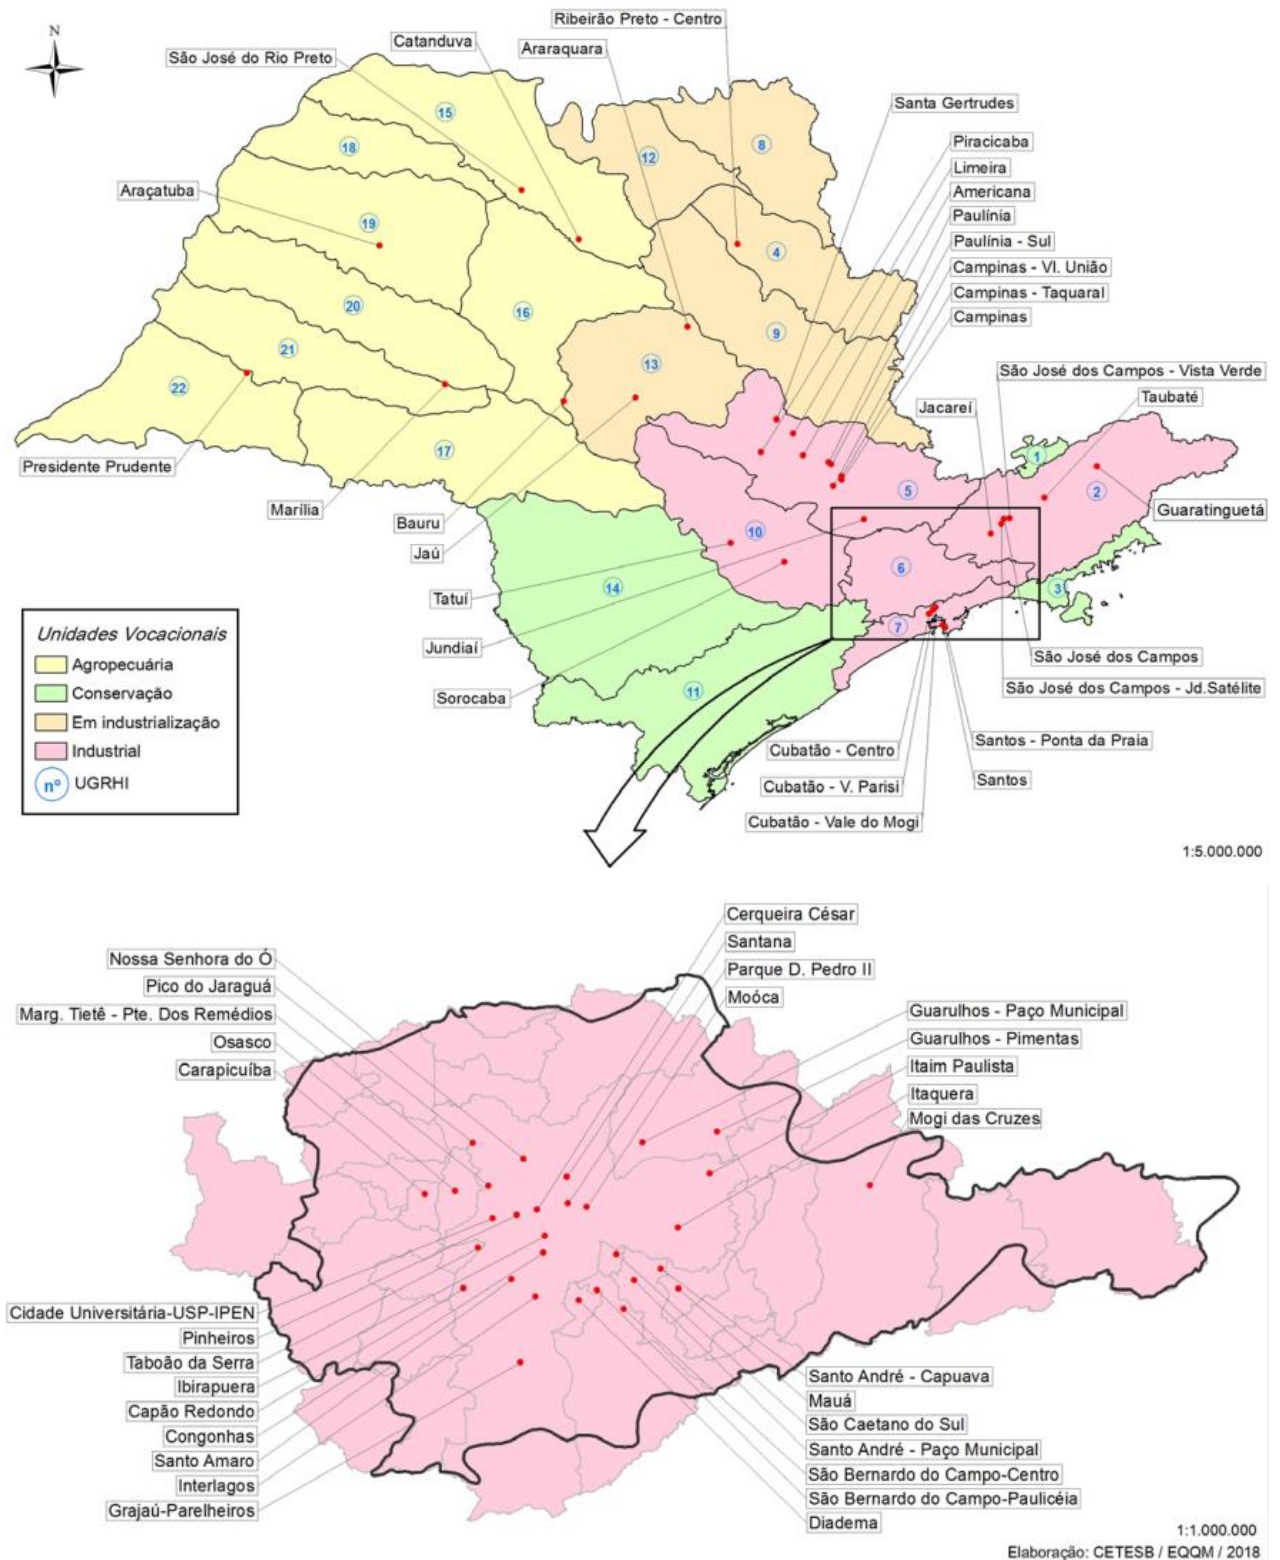 N
Ribeirão Preto - Centro
Catanduva
Araraquara
São José do Rio Preto
Santa Gertrudes
15
8
Piracicaba
18
12
Limeira
Araçatuba
Americana
19
Paulínia
4
Paulínia - Sul
Campinas - Vl. União
20
16
Campinas - Taquaral
9
Campinas
21
13
São José dos Campos - Vista Verde
22
Jacareí
Taubaté
17
1
Presidente Prudente
5
2
Marília
Guaratinguetá
Bauru
10
Jaú
6
14
3
Tatuí
7
Jundiaí
São José dos Campos
Sorocaba
11
São José dos Campos - Jd.Satélite
Cubatão - Centro
Santos - Ponta da Praia
Cubatão - V. Parisi
Santos
Cubatão - Vale do Mogi
Unidades Vocacionais
Agropecuária
Conservação
Em industrialização
Industrial
nº UGRHI
1:5.000.000
Cerqueira César
Santana
Nossa Senhora do Ó
Parque D. Pedro II
Pico do Jaraguá
Moóca
Marg. Tietê - Pte. Dos Remédios
Guarulhos - Paço Municipal
Osasco
Guarulhos - Pimentas
Carapicuíba
Itaim Paulista
Itaquera
Mogi das Cruzes
Cidade Universitária-USP-IPEN
Pinheiros
Taboão da Serra
Ibirapuera
Capão Redondo
Congonhas
Santo Amaro
Interlagos
Grajaú-Parelheiros
Santo André - Capuava
Mauá
São Caetano do Sul
Santo André - Paço Municipal
São Bernardo do Campo-Centro
São Bernardo do Campo-Paulicéia
Diadema
1:1.000.000
Elaboração: CETESB / EQQM / 2018